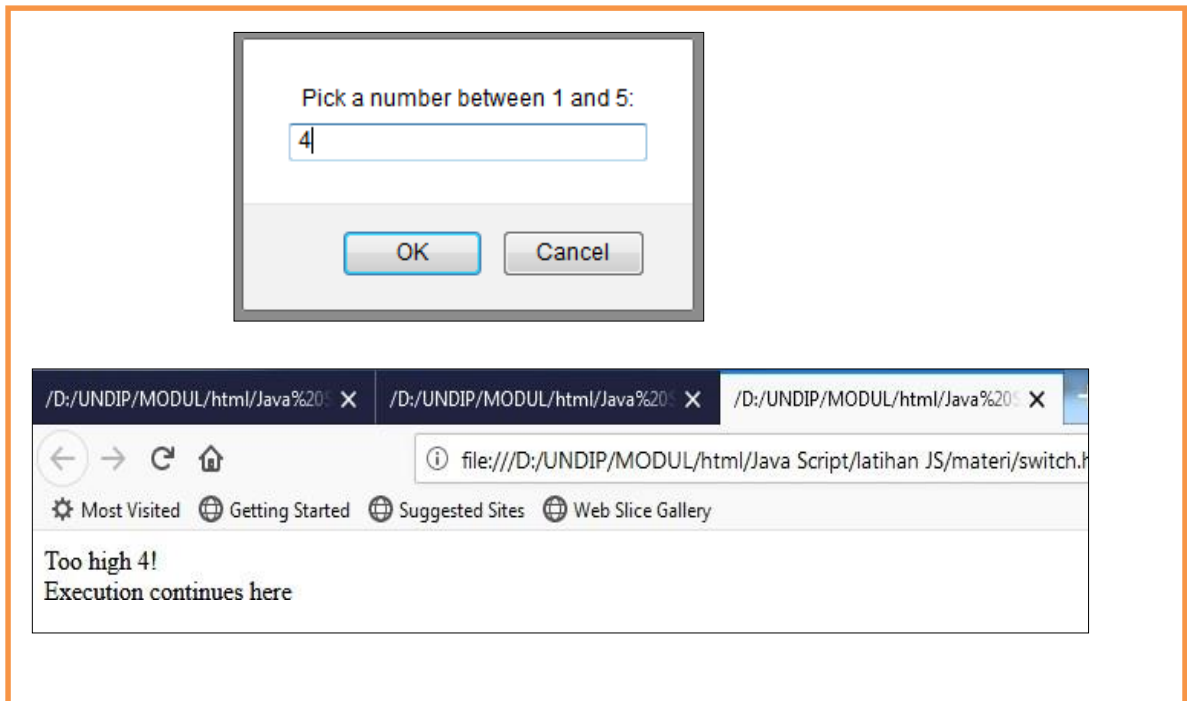 Pick a number between 1 and 5:
4
OK Cancel
/D:/UNDIP/MODUL/html/Java%20 /D:/UNDIP/MODUL/html/Java%20 /D:/UNDIP/MODUL/html/Java%20
file:///D:/UNDIP/MODUL/html/Java Script/latihan JS/materi/switch.h
Most Visited Getting Started Suggested Sites Web Slice Gallery
Too high 4!
Execution continues here